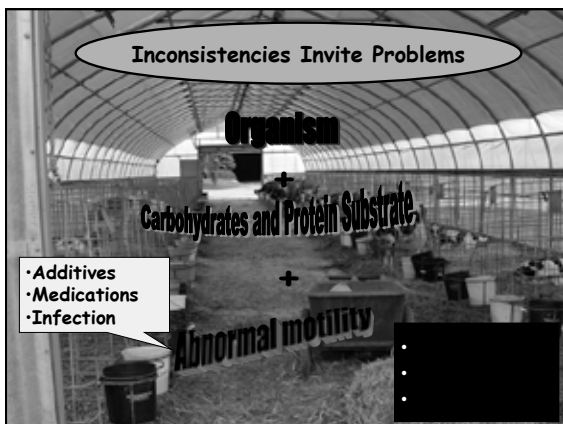 Inconsistencies Invite Problems
Organism
+
Carbohydrates and Protein Substrate
+
Abnormal motility
•Additives
•Medications
•Infection
•
•
•